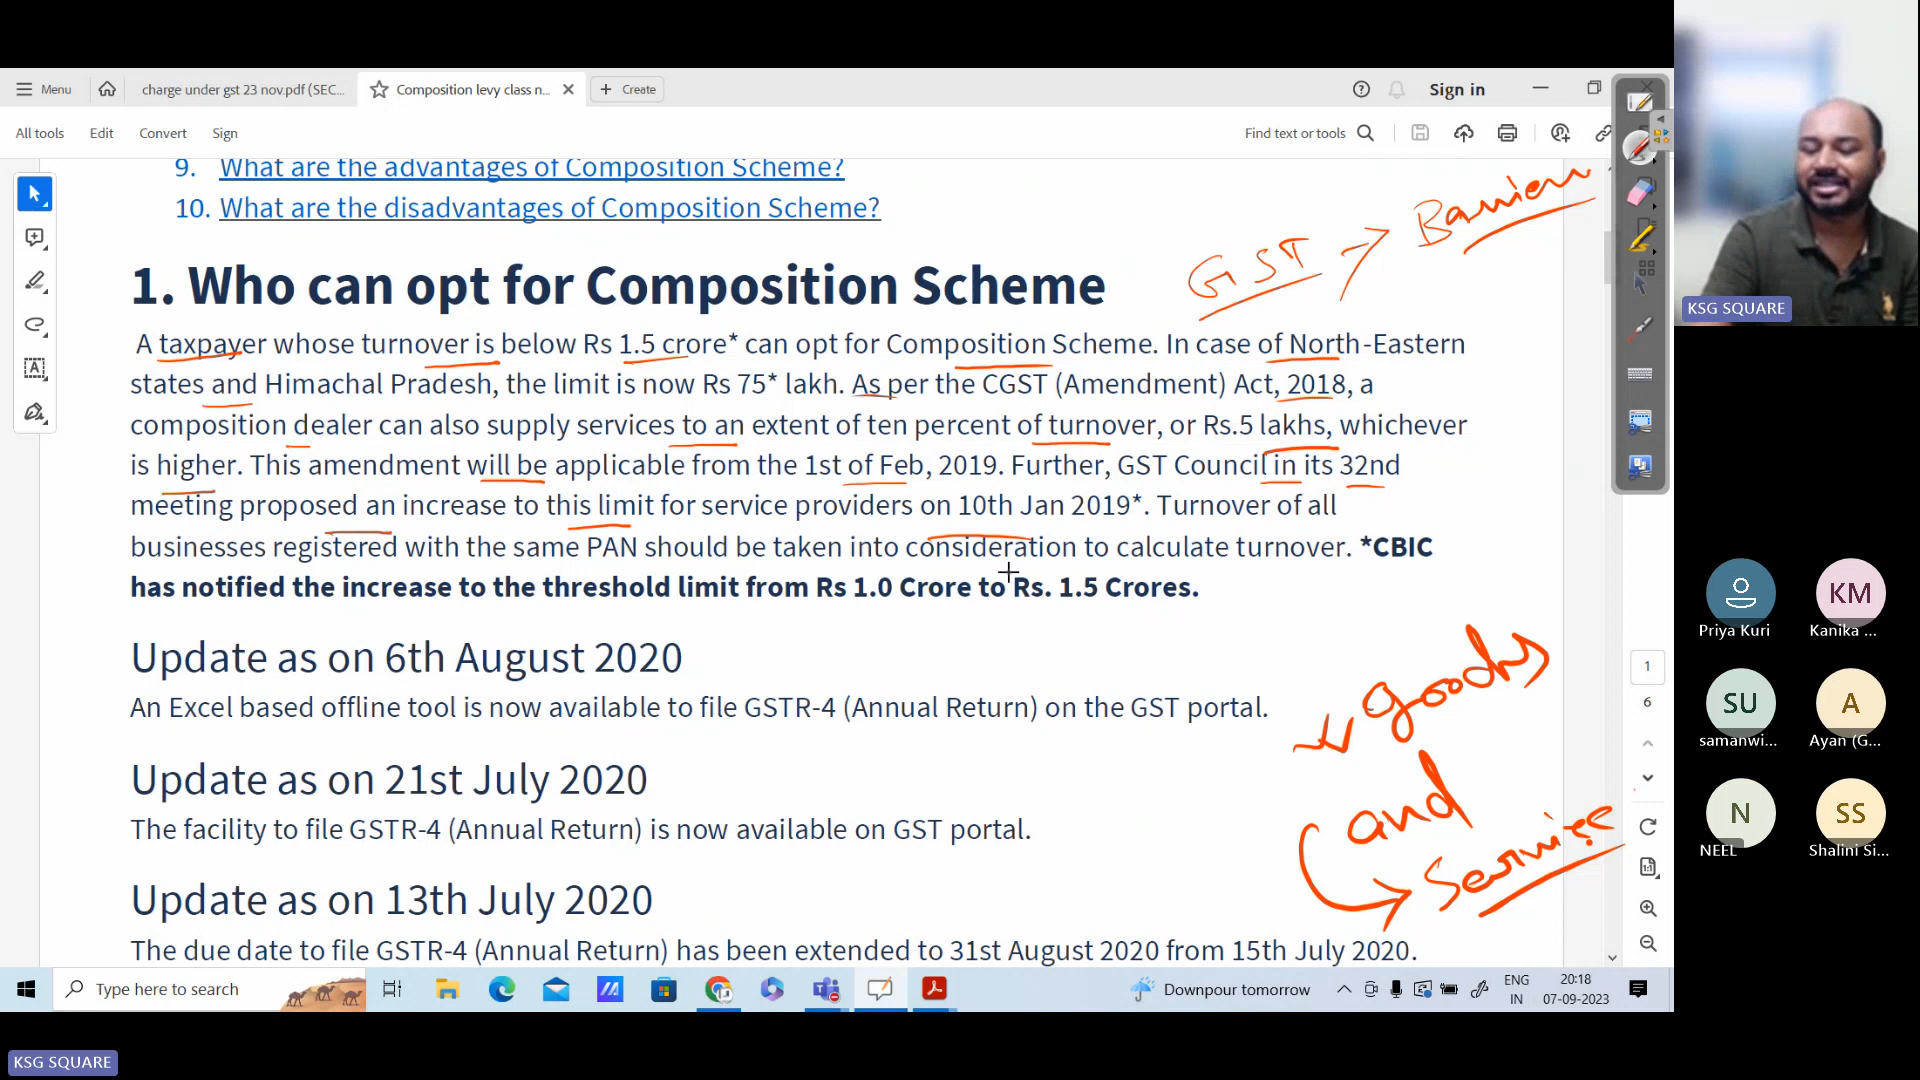 Menu
charge under gst 23 nov.pdf (SEC...
Composition levy class n...
Create
Sign in
All tools
Edit
Convert
Sign
Find text or tools
9. What are the advantages of Composition Scheme?
10. What are the disadvantages of Composition Scheme?
GST
1. Who can opt for Composition Scheme
A taxpayer whose turnover is below Rs 1.5 crore* can opt for Composition Scheme. In case of North-Eastern
states and Himachal Pradesh, the limit is now Rs 75* lakh. As per the CGST (Amendment) Act, 2018, a
composition dealer can also supply services to an extent of ten percent of turnover, or Rs.5 lakhs, whichever
is higher. This amendment will be applicable from the 1st of Feb, 2019. Further, GST Council in its 32nd
meeting proposed an increase to this limit for service providers on 10th Jan 2019*. Turnover of all
businesses registered with the same PAN should be taken into consideration to calculate turnover. *CBIC
has notified the increase to the threshold limit from Rs 1.0 Crore to Rs. 1.5 Crores.
Update as on 6th August 2020
An Excel based offline tool is now available to file GSTR-4 (Annual Return) on the GST portal.
Update as on 21st July 2020
The facility to file GSTR-4 (Annual Return) is now available on GST portal.
Update as on 13th July 2020
The due date to file GSTR-4 (Annual Return) has been extended to 31st August 2020 from 15th July 2020.
goods
and
1
6
KSG SQUARE
Priya Kuri
KM
Kanika ...
SU
samanwi...
A
Ayan (G...
N
NEEL
SS
Shalini Si...
Type here to search
Downpour tomorrow
ENG
IN
20:18
07-09-2023
KSG SQUARE